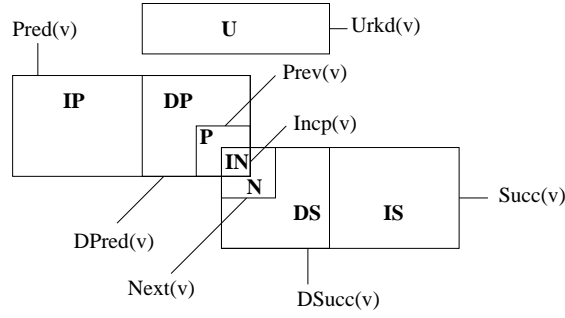 Pred(v)
U
Urkd(v)
Prev(v)
IP
DP
P
Incp(v)
IN
N
DS
IS
Succ(v)
DPred(v)
Next(v)
DSucc(v)